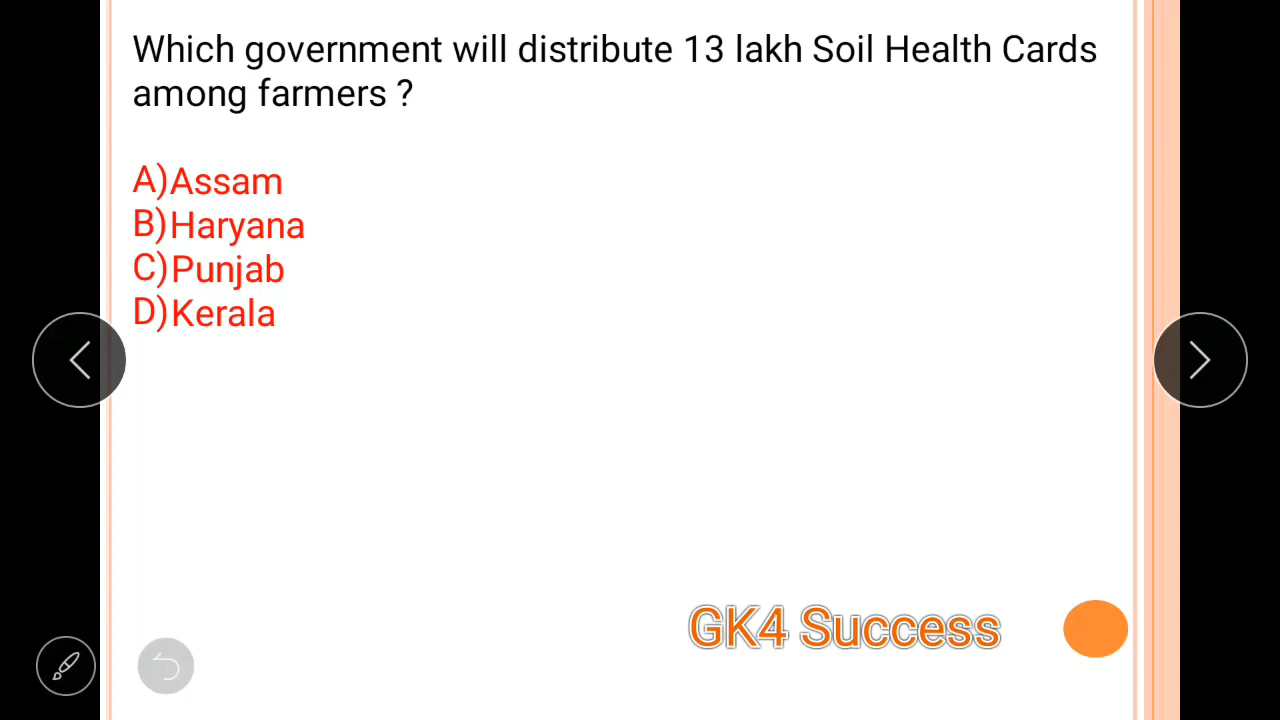 Which government will distribute 13 lakh Soil Health Cards
among farmers ?
A)Assam
B)Haryana
C)Punjab
D)Kerala
GK4 Success